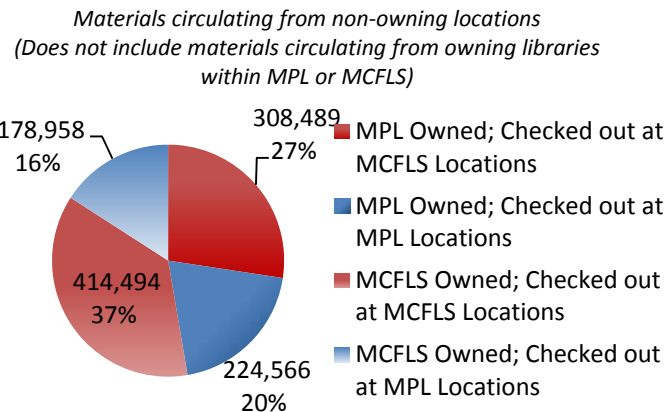 Materials circulating from non-owning locations
(Does not include materials circulating from owning libraries
within MPL or MCFLS)
178,958
16%
308,489
27%
414,494
37%
224,566
20%
MPL Owned; Checked out at
MCFLS Locations
MPL Owned; Checked out at
MPL Locations
MCFLS Owned; Checked out
at MCFLS Locations
MCFLS Owned; Checked out
at MPL Locations